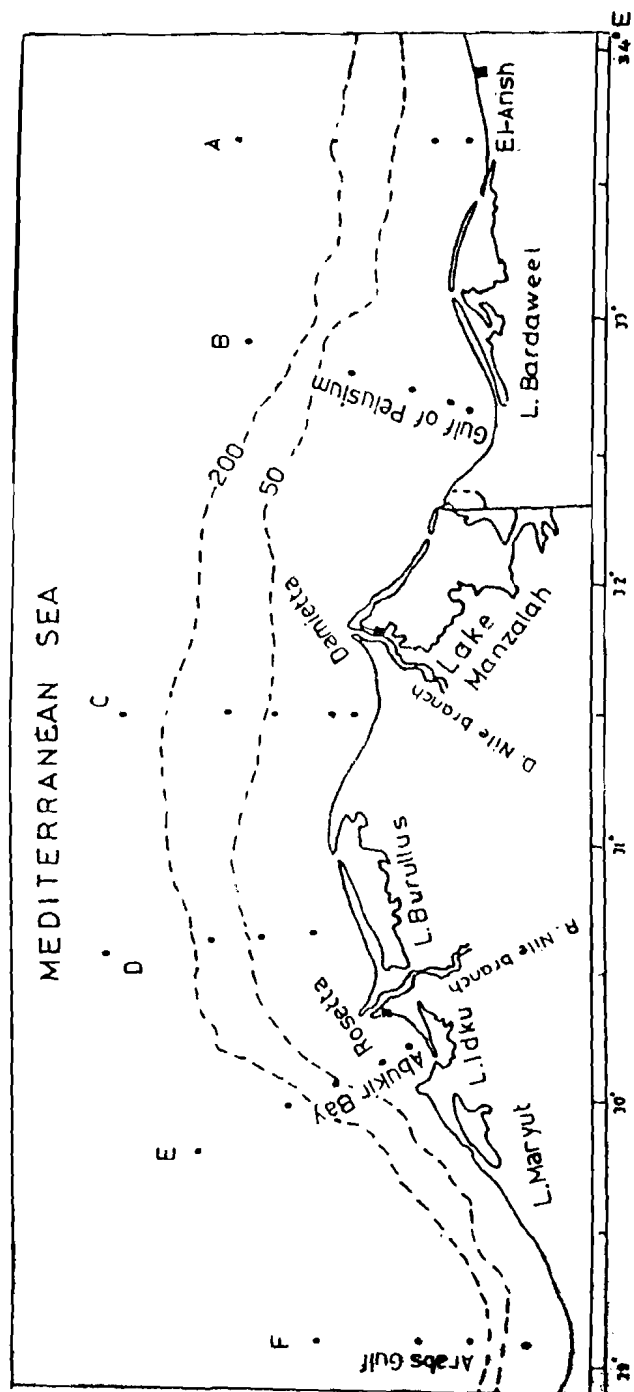 MEDITERRANEAN SEA
A
B
C
D
E
F
200
50
El-Arish
L. Bardaweel
Gulf of Pelusium
Damietta
Lake
Manzalah
D. Nile branch
L. Burullus
R. Nile branch
Rosetta
L. Idku
Abukir Bay
L. Maryut
Arabs Gulf
29°
30°
31°
32°
33°
34° E